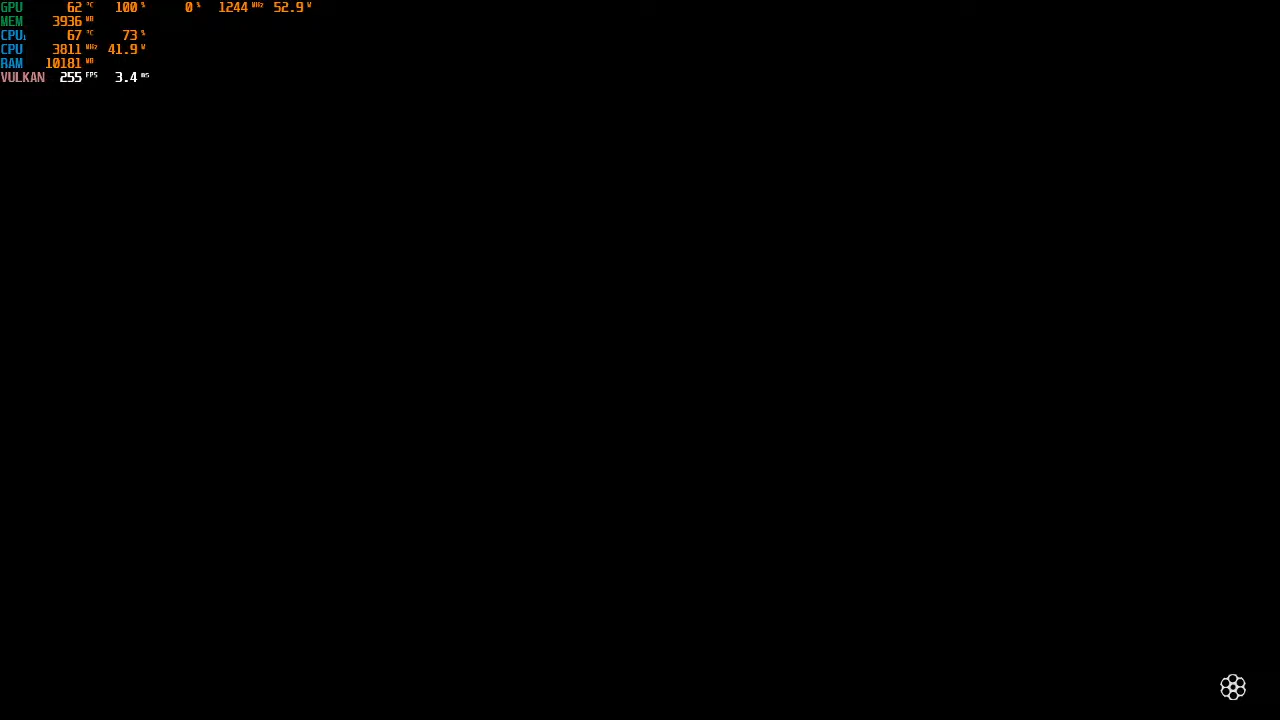 GPU 62 °C 100 % 0 % 1244 MHz 52.9 W
MEM 3936 MB
CPU 67 °C 73 %
CPU 3811 MHz 41.9 W
RAM 10181 MB
VULKAN 255 FPS 3.4 ms